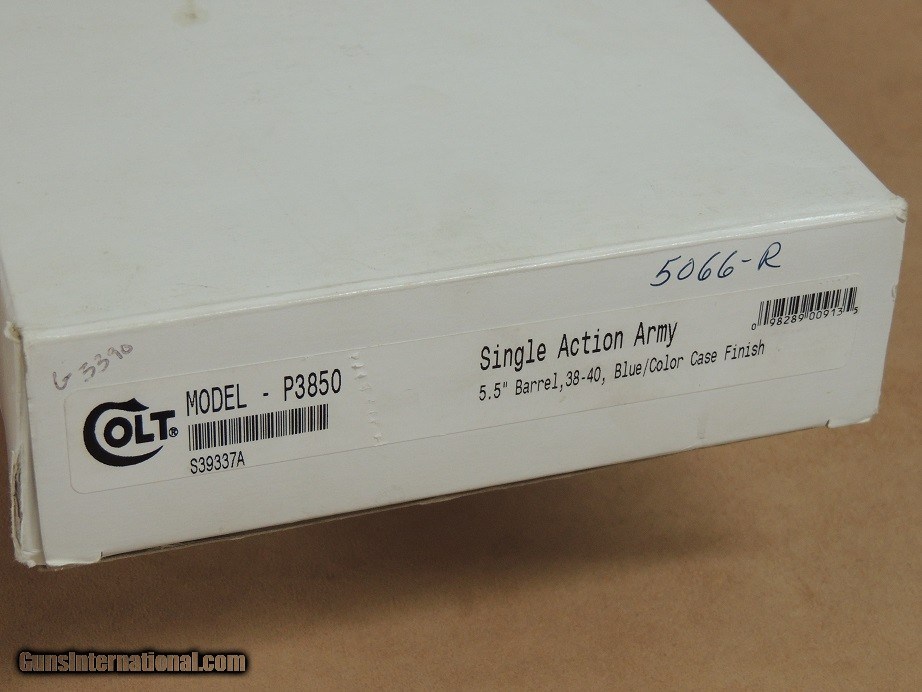 5066-R
G 3390
COLT®
MODEL - P3850
S39337A
Single Action Army
5.5" Barrel,38-40, Blue/Color Case Finish
0 98289 00913 5
GunsInternational.com